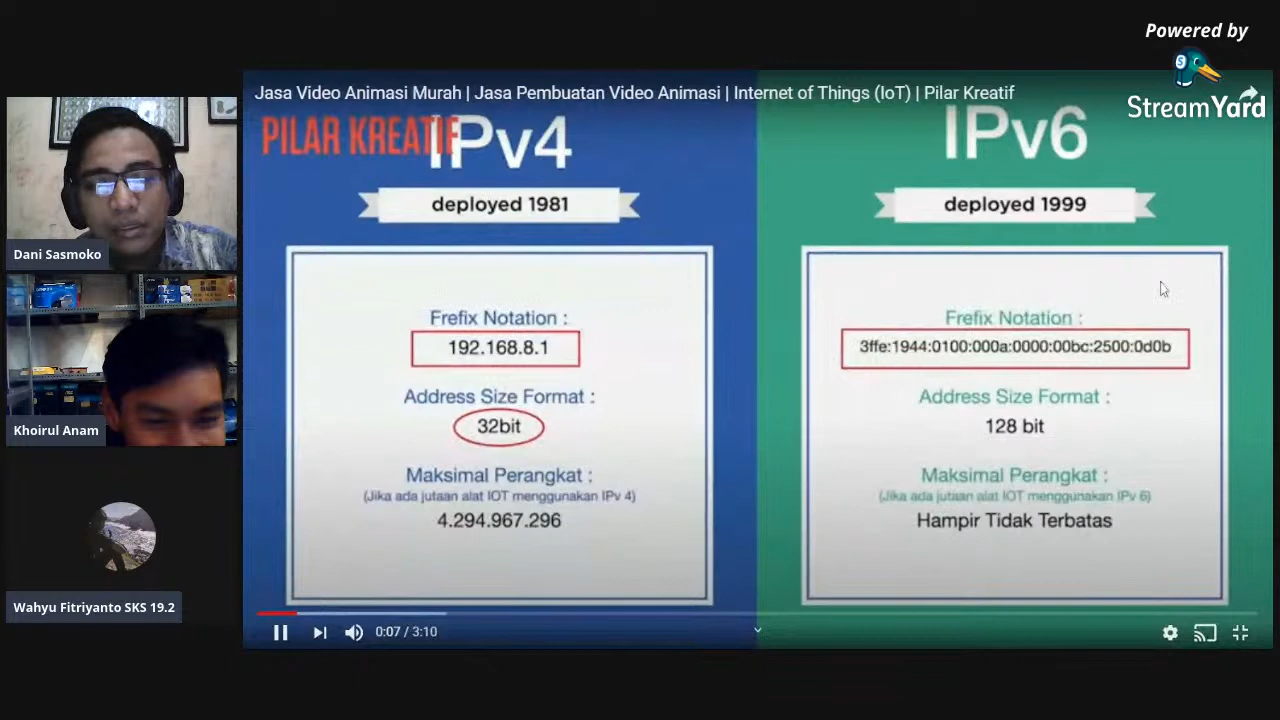 Powered by
StreamYard
Jasa Video Animasi Murah | Jasa Pembuatan Video Animasi | Internet of Things (IoT) | Pilar Kreatif
PILAR KREATIF
IPv4
deployed 1981
Frefix Notation :
192.168.8.1
Address Size Format :
32bit
Maksimal Perangkat :
(Jika ada jutaan alat IOT menggunakan IPv 4)
4.294.967.296
IPv6
deployed 1999
Frefix Notation :
3ffe:1944:0100:000a:0000:00bc:2500:0d0b
Address Size Format :
128 bit
Maksimal Perangkat :
(Jika ada jutaan alat IOT menggunakan IPv 6)
Hampir Tidak Terbatas
0:07 / 3:10
Dani Sasmoko
Khoirul Anam
Wahyu Fitriyanto SKS 19.2